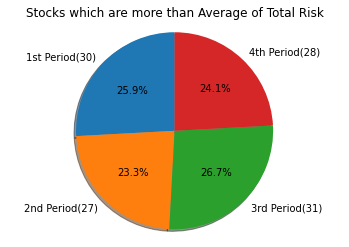 Stocks which are more than Average of Total Risk
1st Period(30)
4th Period(28)
25.9%
24.1%
23.3%
26.7%
2nd Period(27)
3rd Period(31)